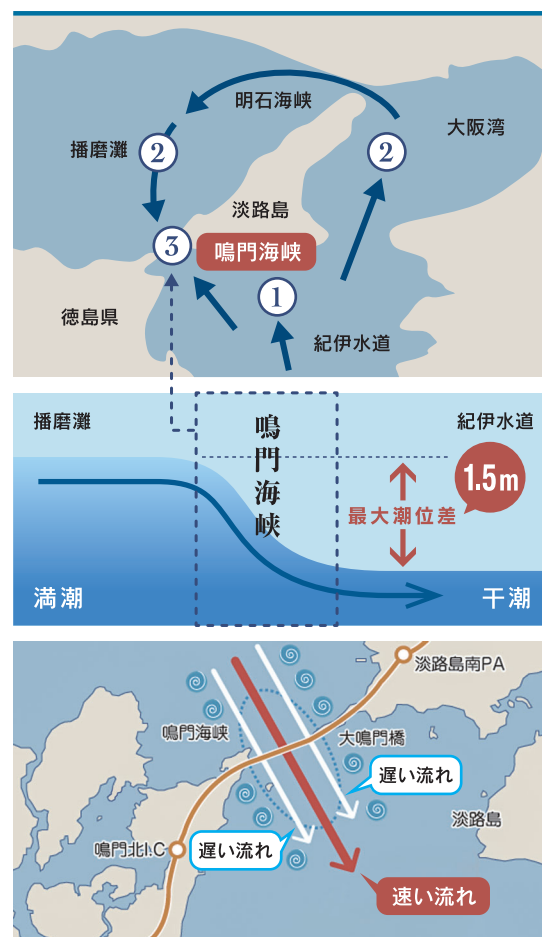 明石海峡
大阪湾
播磨灘
②
②
淡路島
③
鳴門海峡
①
徳島県
紀伊水道
播磨灘
鳴門海峡
紀伊水道
1.5m
最大潮位差
満潮
干潮
淡路島南PA
鳴門海峡
大鳴門橋
遅い流れ
淡路島
鳴門北I.C
遅い流れ
速い流れ